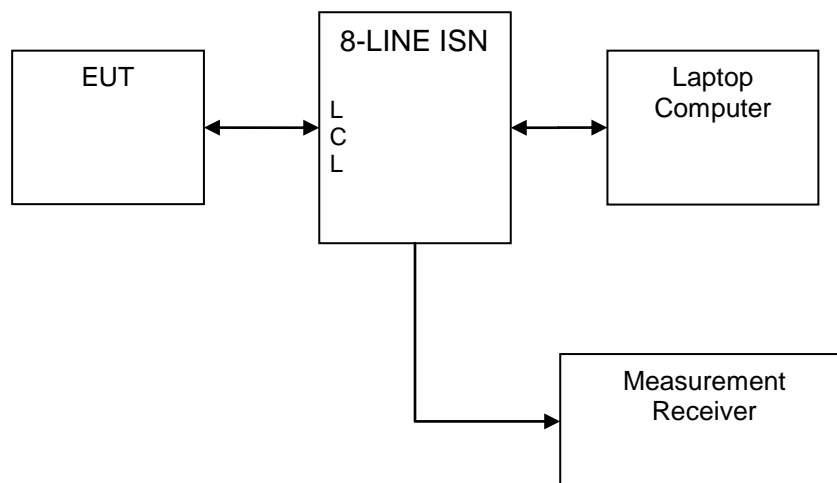 8-LINE ISN
EUT
L
C
L
Laptop
Computer
Measurement
Receiver